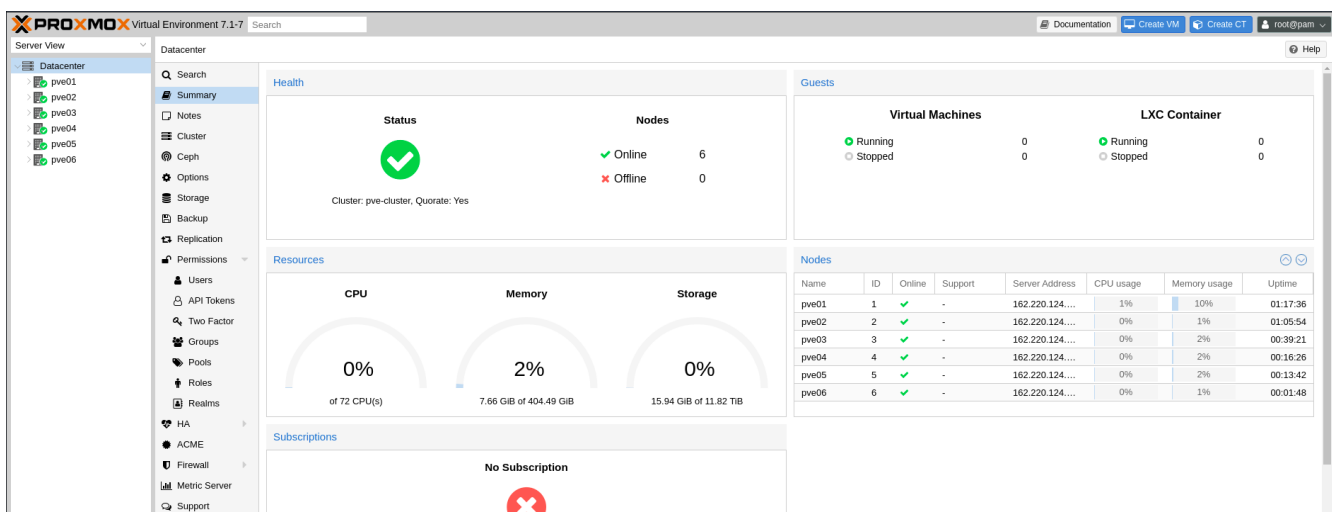 PROXMOX Virtual Environment 7.1-7 Search Documentation Create VM Create CT root@pam
Server View
Datacenter
pve01
pve02
pve03
pve04
pve05
pve06
Datacenter Help
Search
Summary
Notes
Cluster
Ceph
Options
Storage
Backup
Replication
Permissions
Users
API Tokens
Two Factor
Groups
Pools
Roles
Realms
HA
ACME
Firewall
Metric Server
Support
Health
Status Nodes
Online 6
Offline 0
Cluster: pve-cluster, Quorate: Yes
Guests
Virtual Machines LXC Container
Running 0 Running 0
Stopped 0 Stopped 0
Resources
CPU Memory Storage
0% 2% 0%
of 72 CPU(s) 7.66 GiB of 404.49 GiB 15.94 GiB of 11.82 TiB
Nodes
Name ID Online Support Server Address CPU usage Memory usage Uptime
pve01 1 - 162.220.124.... 1% 10% 01:17:36
pve02 2 - 162.220.124.... 0% 1% 01:05:54
pve03 3 - 162.220.124.... 0% 2% 00:39:21
pve04 4 - 162.220.124.... 0% 2% 00:16:26
pve05 5 - 162.220.124.... 0% 2% 00:13:42
pve06 6 - 162.220.124.... 0% 1% 00:01:48
Subscriptions
No Subscription